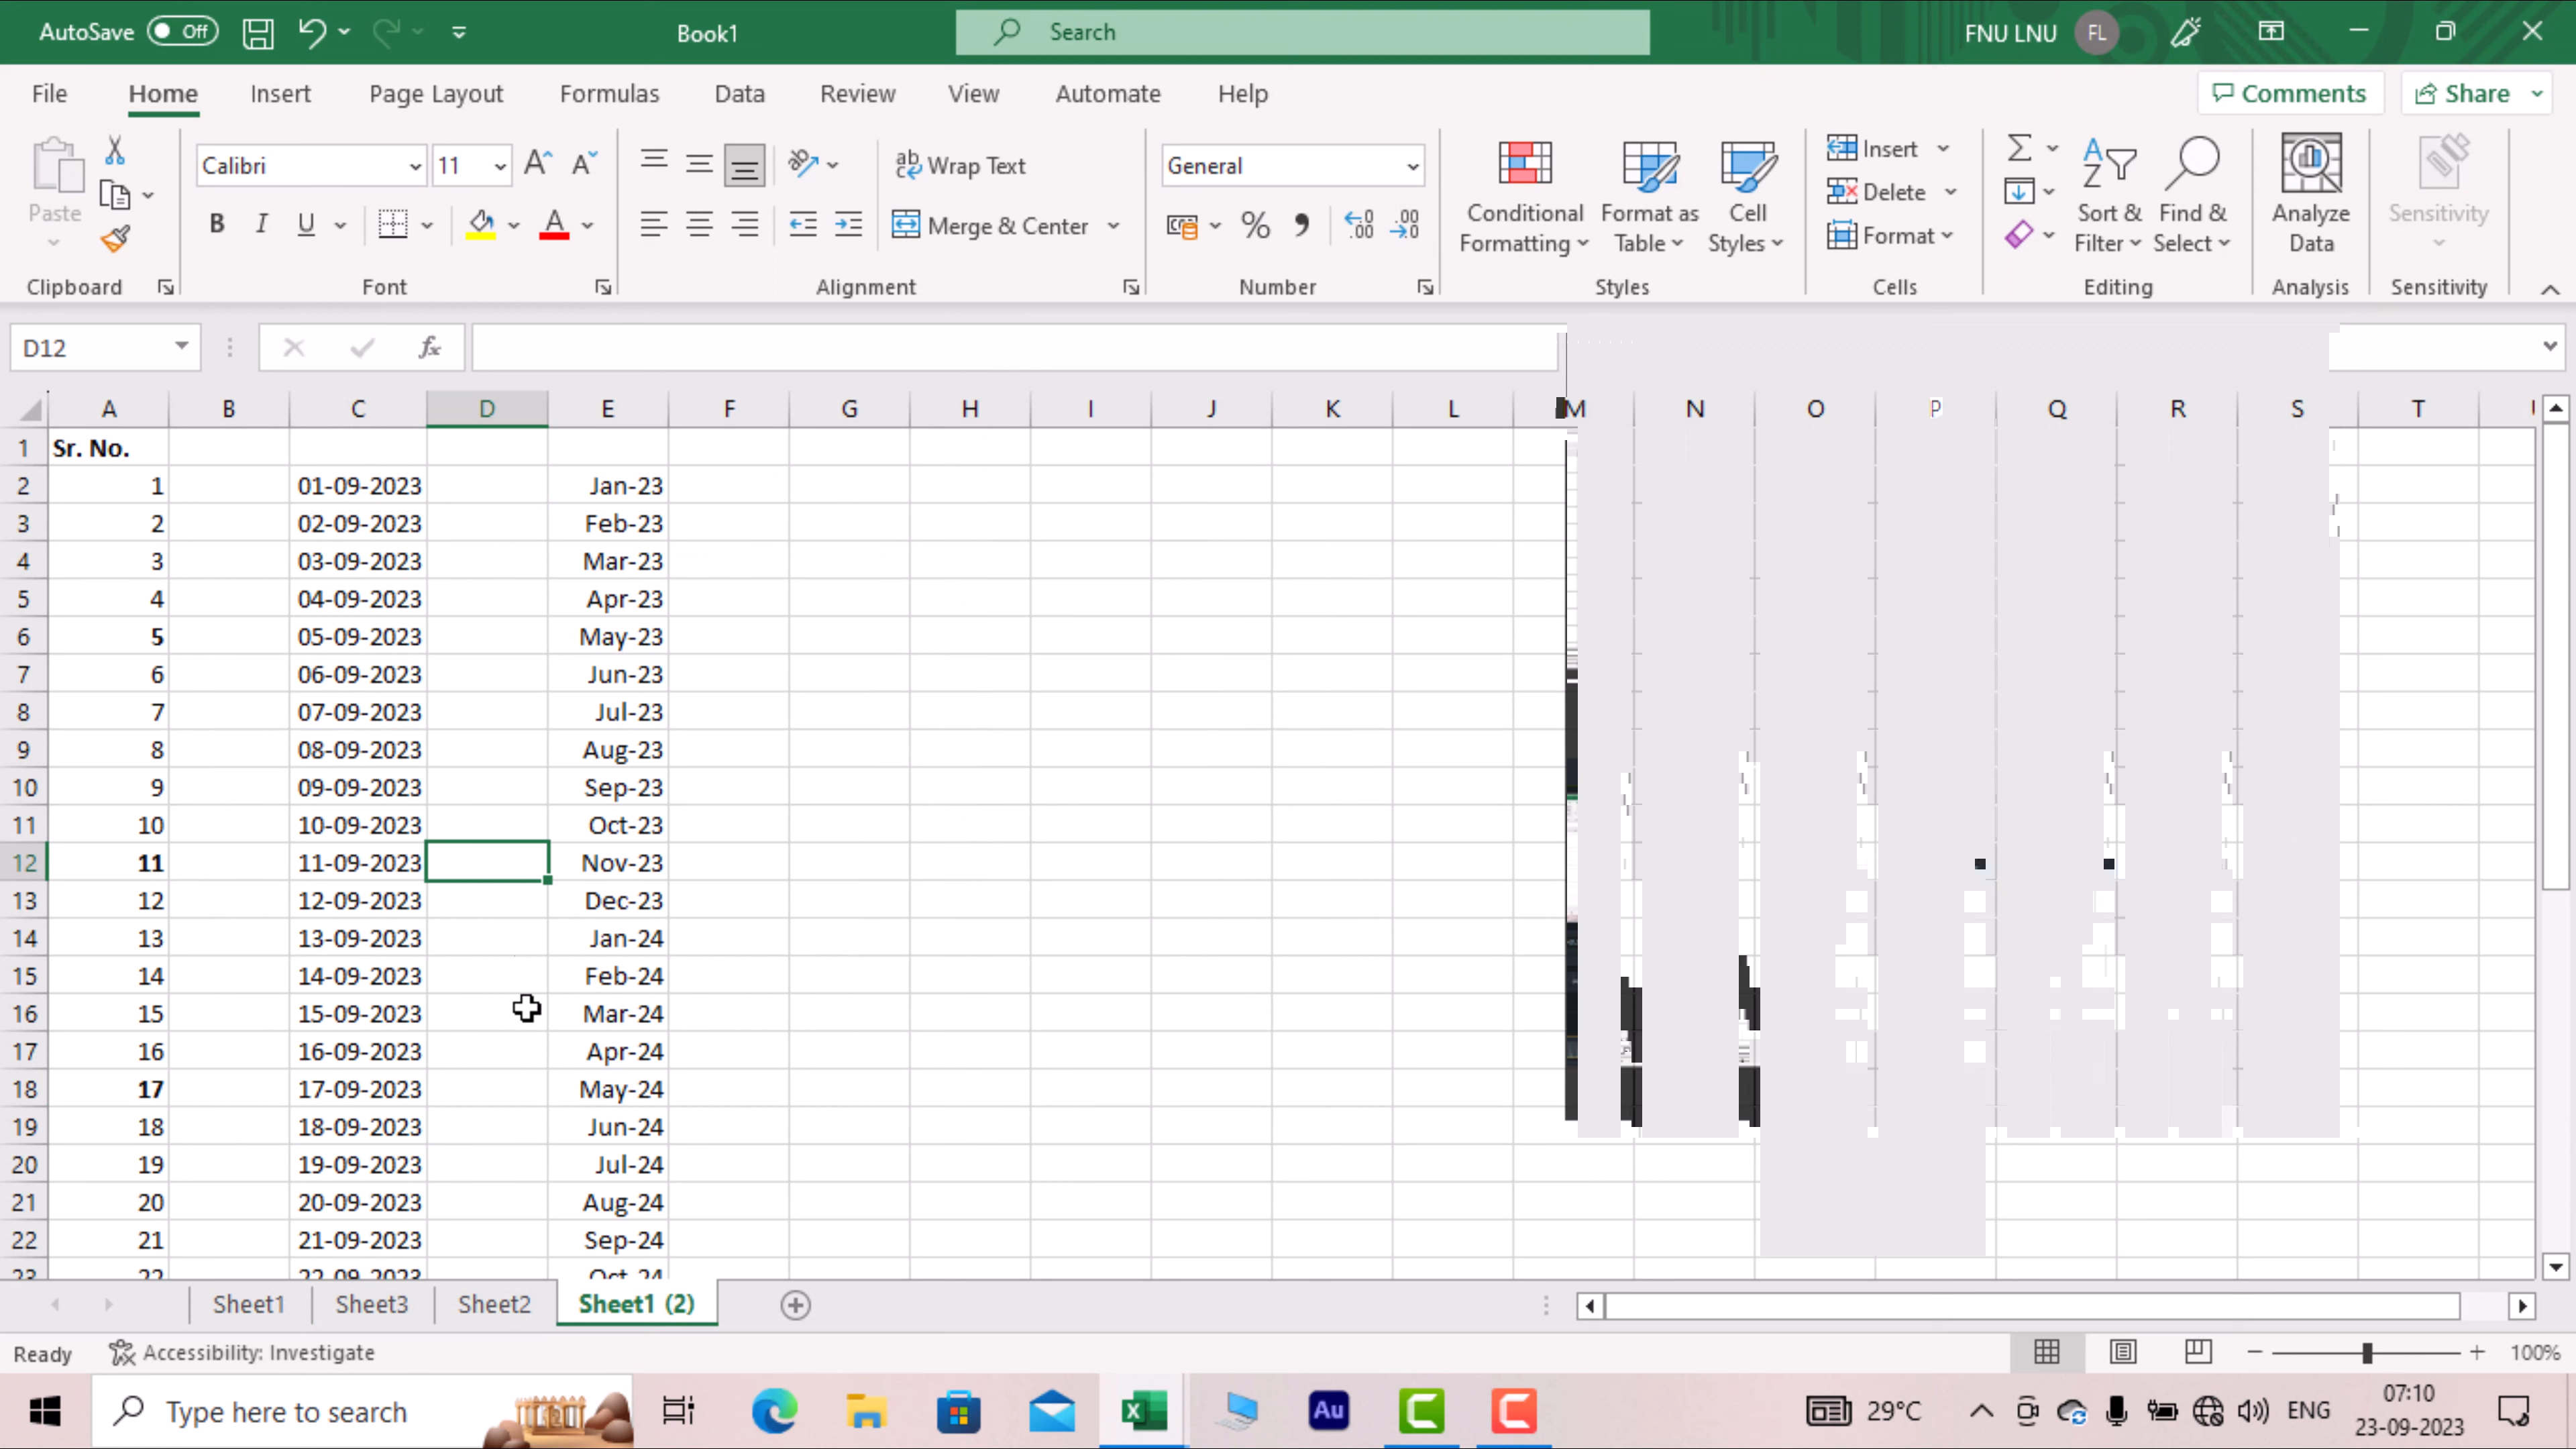 AutoSave Off Book1 Search FNU LNU FL
File Home Insert Page Layout Formulas Data Review View Automate Help Comments Share
Paste Calibri 11 Wrap Text General Conditional Formatting Format as Table Cell Styles Insert Sort & Filter Find & Select Analyze Data Sensitivity
B I U Merge & Center Delete Format
Clipboard Font Alignment Number Styles Cells Editing Analysis Sensitivity
D12 fx
A B C D E F G H I J K L M N O P Q R S T
1 Sr. No.
2 1 01-09-2023 Jan-23
3 2 02-09-2023 Feb-23
4 3 03-09-2023 Mar-23
5 4 04-09-2023 Apr-23
6 5 05-09-2023 May-23
7 6 06-09-2023 Jun-23
8 7 07-09-2023 Jul-23
9 8 08-09-2023 Aug-23
10 9 09-09-2023 Sep-23
11 10 10-09-2023 Oct-23
12 11 11-09-2023 Nov-23
13 12 12-09-2023 Dec-23
14 13 13-09-2023 Jan-24
15 14 14-09-2023 Feb-24
16 15 15-09-2023 Mar-24
17 16 16-09-2023 Apr-24
18 17 17-09-2023 May-24
19 18 18-09-2023 Jun-24
20 19 19-09-2023 Jul-24
21 20 20-09-2023 Aug-24
22 21 21-09-2023 Sep-24
23 22 22-09-2023 Oct-24
Sheet1 Sheet3 Sheet2 Sheet1 (2)
Ready Accessibility: Investigate 100%
Type here to search Au 29°C ENG 07:10
23-09-2023